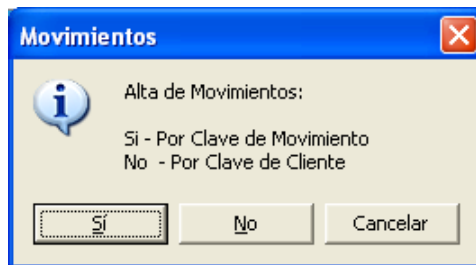 Movimientos
Alta de Movimientos:
Si - Por Clave de Movimiento
No - Por Clave de Cliente
Sí
No
Cancelar